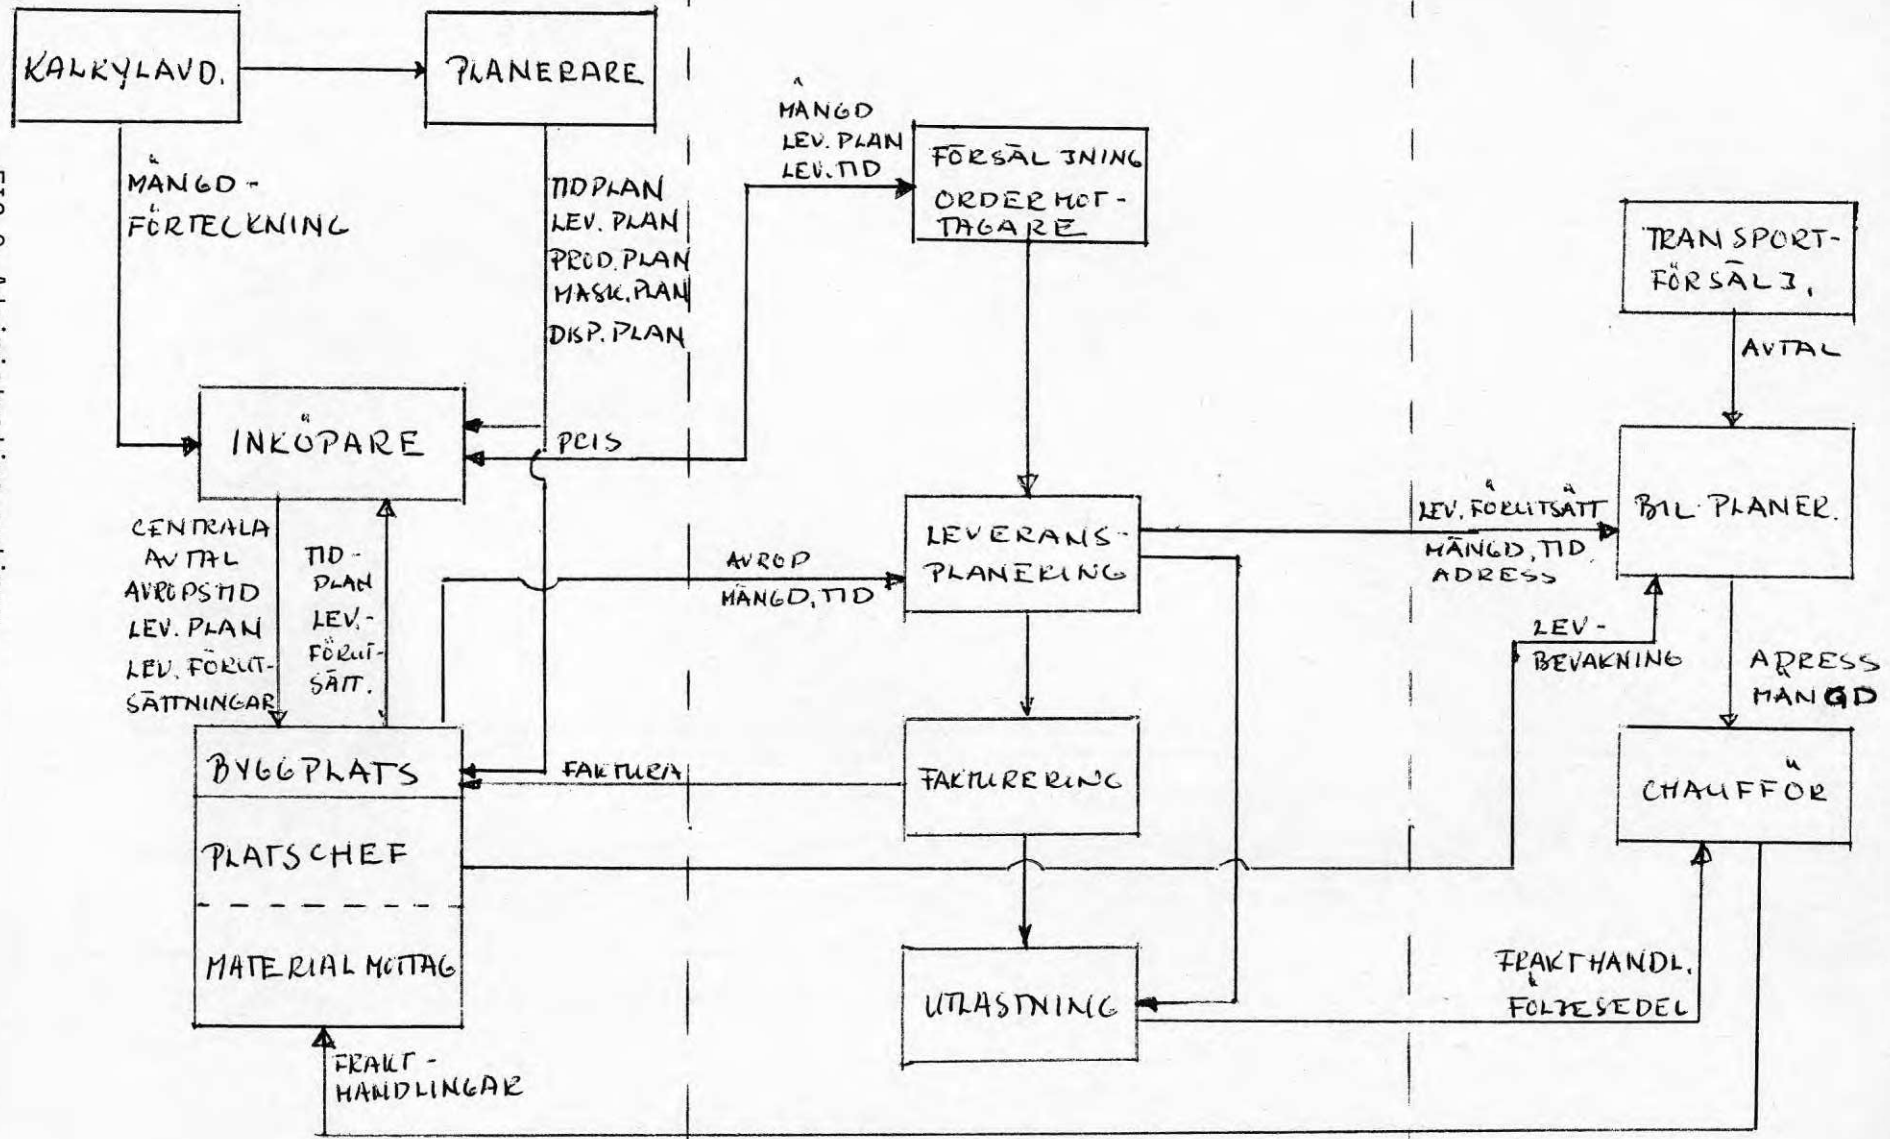 KALKYLAVD.
PLANERARE
MÄNGD-
FÖRTECKNING
TIDPLAN
LEV. PLAN
PROD. PLAN
MASK. PLAN
DISP. PLAN
MÄNGD
LEV. PLAN
LEV. TID
FÖRSÄLJNING
ORDERMOT-
TAGARE
TRANSPORT-
FÖRSÄLJ.
AVTAL
INKÖPARE
PCIS
CENTRALA
AVTAL
AVROPSTID
LEV. PLAN
LEV. FÖRUT-
SÄTTNINGAR
TID-
PLAN
LEV.-
FÖRUT-
SÄTT.
AVROP
MÄNGD, TID
LEVERANS-
PLANERING
LEV. FÖRUTSÄTT
MÄNGD, TID
ADRESS
BIL PLANER.
LEV-
BEVAKNING
ADRESS
MÄNGD
BYGGPLATS
PLATSCHEF
MATERIALMOTTAG
FAKTURA
FAKTURERING
CHAUFFÖR
UTLASTNING
FRAKTHANDL.
FÖLJESEDEL
FRAKT-
HANDLINGAR